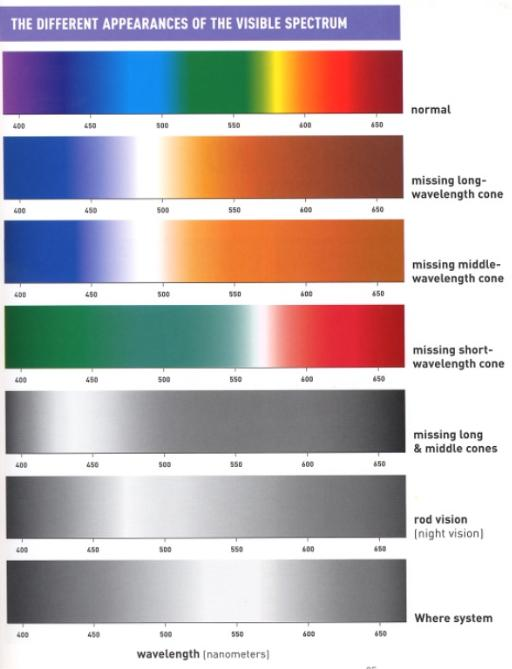 THE DIFFERENT APPEARANCES OF THE VISIBLE SPECTRUM
400 450 500 550 600 650
normal
400 450 500 550 600 650
missing long-
wavelength cone
400 450 500 550 600 650
missing middle-
wavelength cone
400 450 500 550 600 650
missing short-
wavelength cone
400 450 500 550 600 650
missing long
& middle cones
400 450 500 550 600 650
rod vision
(night vision)
400 450 500 550 600 650
Where system
wavelength (nanometers)